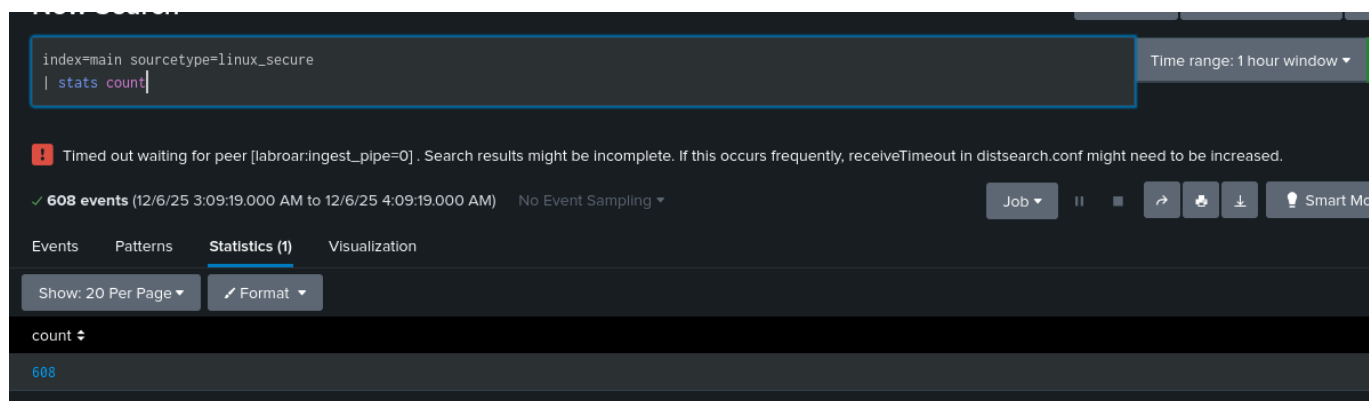 New Search
index=main sourcetype=linux_secure
| stats count
Time range: 1 hour window
Timed out waiting for peer [labroar:ingest_pipe=0] . Search results might be incomplete. If this occurs frequently, receiveTimeout in distsearch.conf might need to be increased.
608 events (12/6/25 3:09:19.000 AM to 12/6/25 4:09:19.000 AM) No Event Sampling Job Smart Mo
Events Patterns Statistics (1) Visualization
Show: 20 Per Page Format
count
608